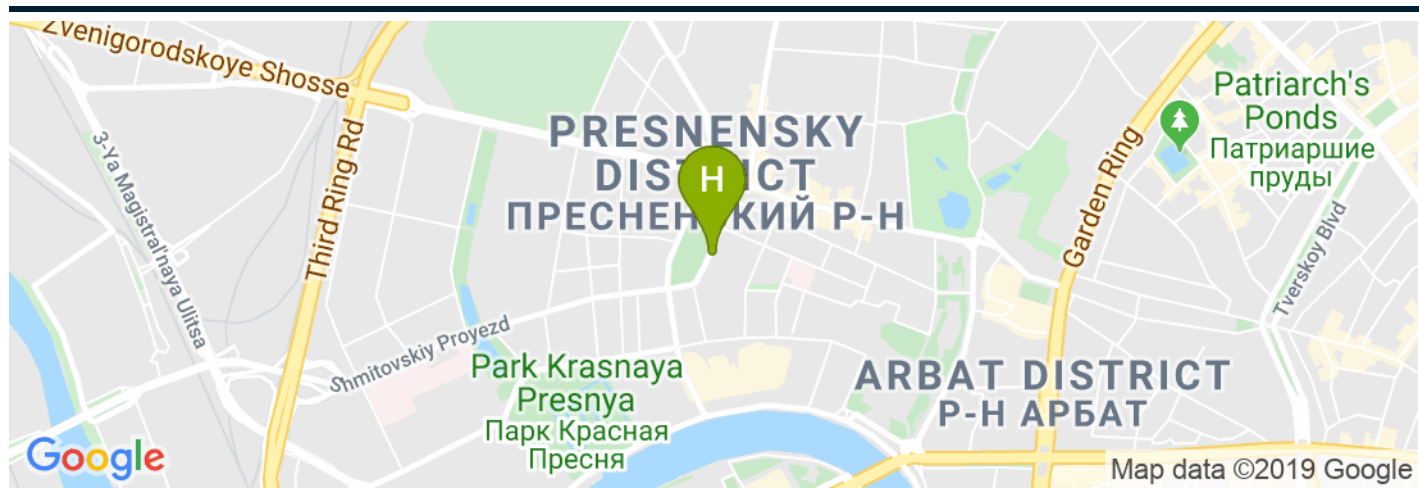 Zvenigorodskoye Shosse
3-Ya Magistral'naya Ulitsa
Third Ring Rd
PRESNENSKY
DISTRICT
ПРЕСНЕНСКИЙ Р-Н
H
Garden Ring
Patriarch's
Ponds
Патриаршие
пруды
Tverskoy Blvd
Shmitovskiy Proyezd
Park Krasnaya
Presnya
Парк Красная
Пресня
ARBAT DISTRICT
Р-Н АРБАТ
Google
Map data ©2019 Google